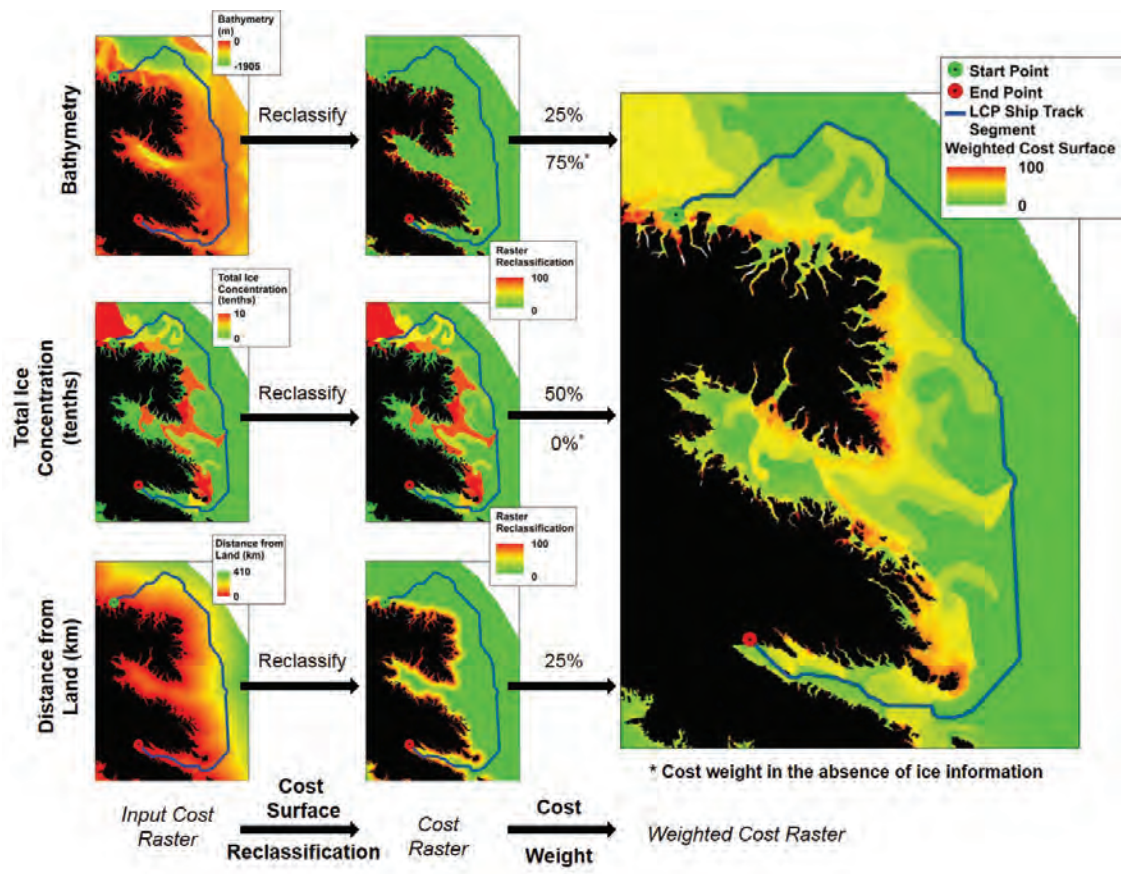 Bathymetry
(m)
0
-1905
Bathymetry
Reclassify
25%
75%*
Start Point
End Point
LCP Ship Track
Segment
Weighted Cost Surface
100
0
Total Ice
Concentration
(tenths)
10
0
Raster
Reclassification
100
0
Total Ice
Concentration
(tenths)
Reclassify
50%
0%*
Distance from
Land (km)
410
0
Raster
Reclassification
100
0
Distance from
Land (km)
Reclassify
25%
* Cost weight in the absence of ice information
Input Cost
Raster
Cost
Surface
Reclassification
Cost
Raster
Cost
Weight
Weighted Cost Raster